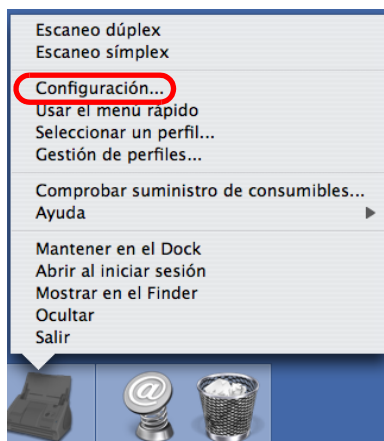 Escaneo dúplex
Escaneo símplex
Configuración...
Usar el menú rápido
Seleccionar un perfil...
Gestión de perfiles...
Comprobar suministro de consumibles...
Ayuda
Mantener en el Dock
Abrir al iniciar sesión
Mostrar en el Finder
Ocultar
Salir
@